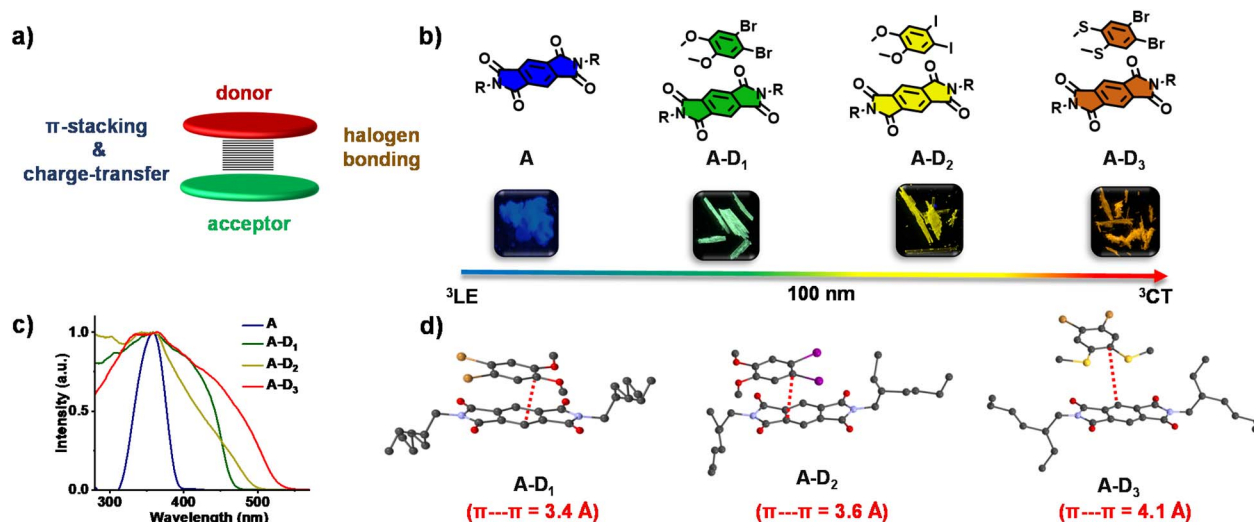 a)
donor
π-stacking
&
charge-transfer
halogen
bonding
acceptor
b)
O
O
N-R
R-N
O
O
A
O
Br
O
Br
O
O
N-R
R-N
O
O
A-D₁
O
I
O
I
O
O
N-R
R-N
O
O
A-D₂
S
Br
S
Br
O
O
N-R
R-N
O
O
A-D₃
³LE
100 nm
³CT
c)
Intensity (a.u.)
1.0
0.5
0.0
300
400
500
Wavelength (nm)
A
A-D₁
A-D₂
A-D₃
d)
A-D₁
(π---π = 3.4 Å)
A-D₂
(π---π = 3.6 Å)
A-D₃
(π---π = 4.1 Å)